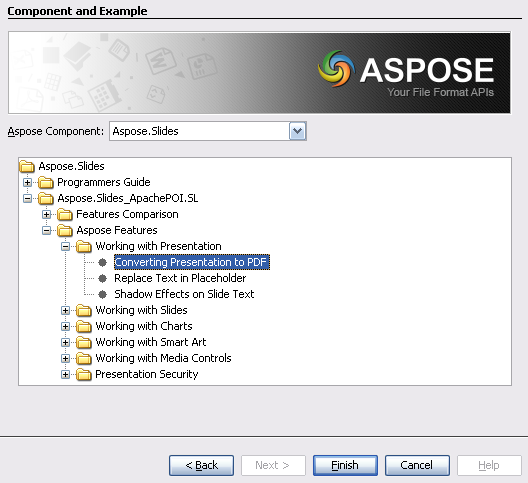 Component and Example
ASPOSE
Your File Format APIs
Aspose Component: Aspose.Slides
Aspose.Slides
Programmers Guide
Aspose.Slides_ApachePOI.SL
Features Comparison
Aspose Features
Working with Presentation
Converting Presentation to PDF
Replace Text in Placeholder
Shadow Effects on Slide Text
Working with Slides
Working with Charts
Working with Smart Art
Working with Media Controls
Presentation Security
< Back Next > Finish Cancel Help